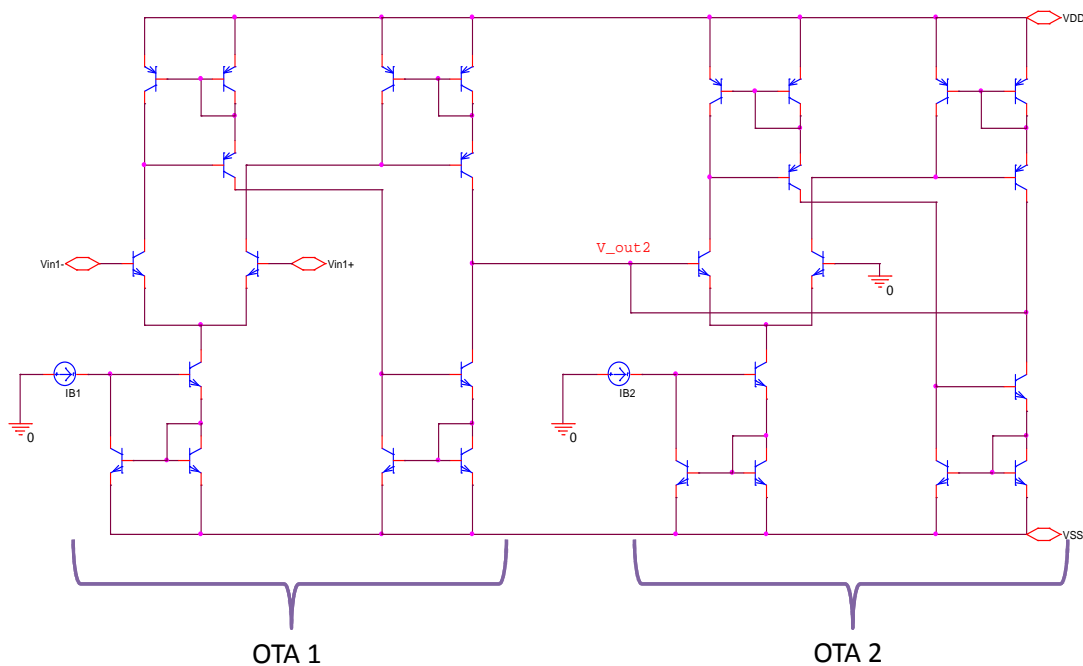 VDD
V_out2
Vin1-
Vin1+
0
IB1
IB2
0
0
VSS
OTA 1
OTA 2